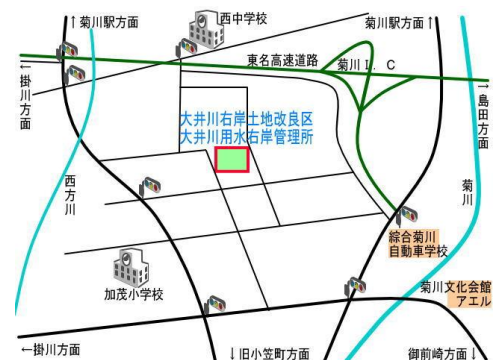 ↑菊川駅方面
西中学校
菊川駅方面↑
東名高速道路
菊川I.C
←掛川方面
→島田方面
大井川右岸土地改良区
大井川用水右岸管理所
西方川
菊川
綜合菊川
自動車学校
加茂小学校
菊川文化会館
アエル
←掛川方面
↓旧小笠町方面
御前崎方面↓